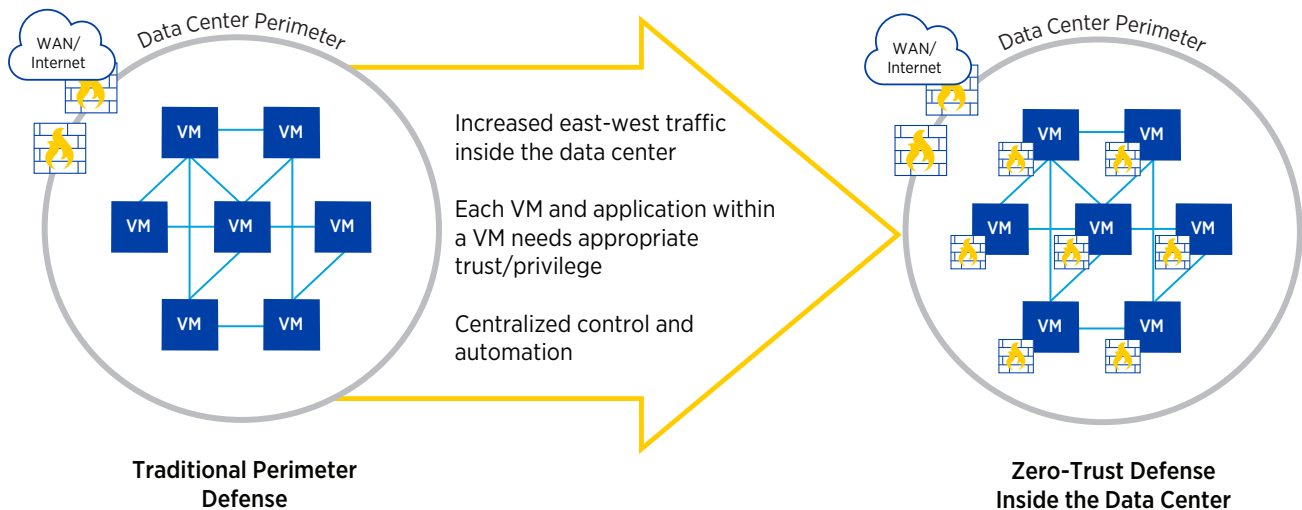 WAN/
Internet
Data Center Perimeter
VM
VM
VM
VM
VM
VM
VM
Traditional Perimeter
Defense
Increased east-west traffic
inside the data center
Each VM and application within
a VM needs appropriate
trust/privilege
Centralized control and
automation
WAN/
Internet
Data Center Perimeter
VM
VM
VM
VM
VM
VM
VM
Zero-Trust Defense
Inside the Data Center